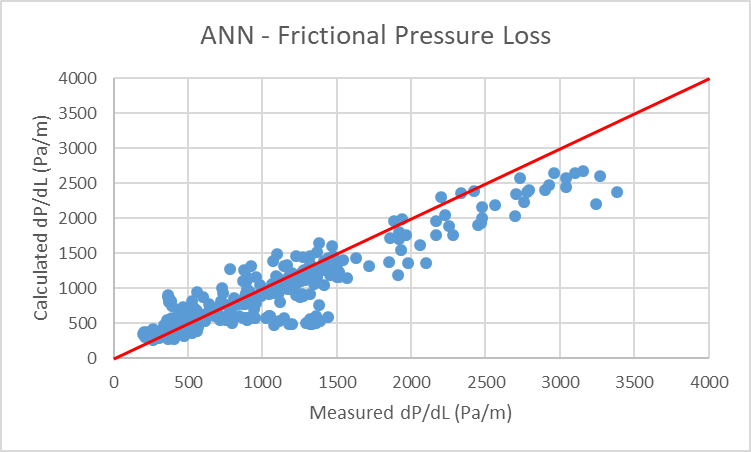 ANN - Frictional Pressure Loss
4000
3500
3000
2500
2000
1500
1000
500
0
Calculated dP/dL (Pa/m)
0 500 1000 1500 2000 2500 3000 3500 4000
Measured dP/dL (Pa/m)